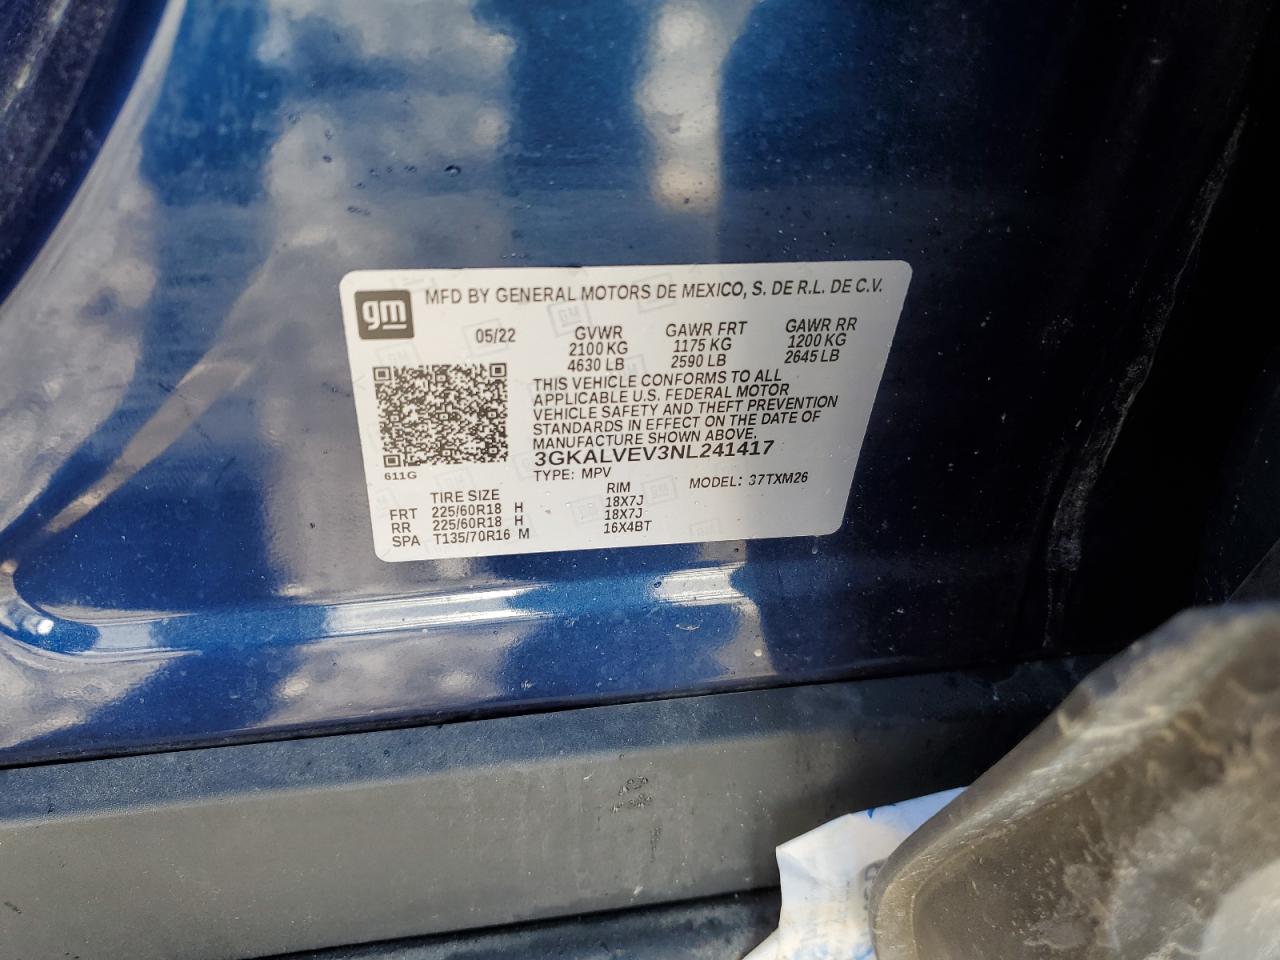 gm MFD BY GENERAL MOTORS DE MEXICO, S. DE R.L. DE C.V.
05/22 GVWR GAWR FRT GAWR RR
2100 KG 1175 KG 1200 KG
4630 LB 2590 LB 2645 LB
THIS VEHICLE CONFORMS TO ALL
APPLICABLE U.S. FEDERAL MOTOR
VEHICLE SAFETY AND THEFT PREVENTION
STANDARDS IN EFFECT ON THE DATE OF
MANUFACTURE SHOWN ABOVE.
3GKALVEV3NL241417
611G TYPE: MPV MODEL: 37TXM26
TIRE SIZE RIM
FRT 225/60R18 H 18X7J
RR 225/60R18 H 18X7J
SPA T135/70R16 M 16X4BT